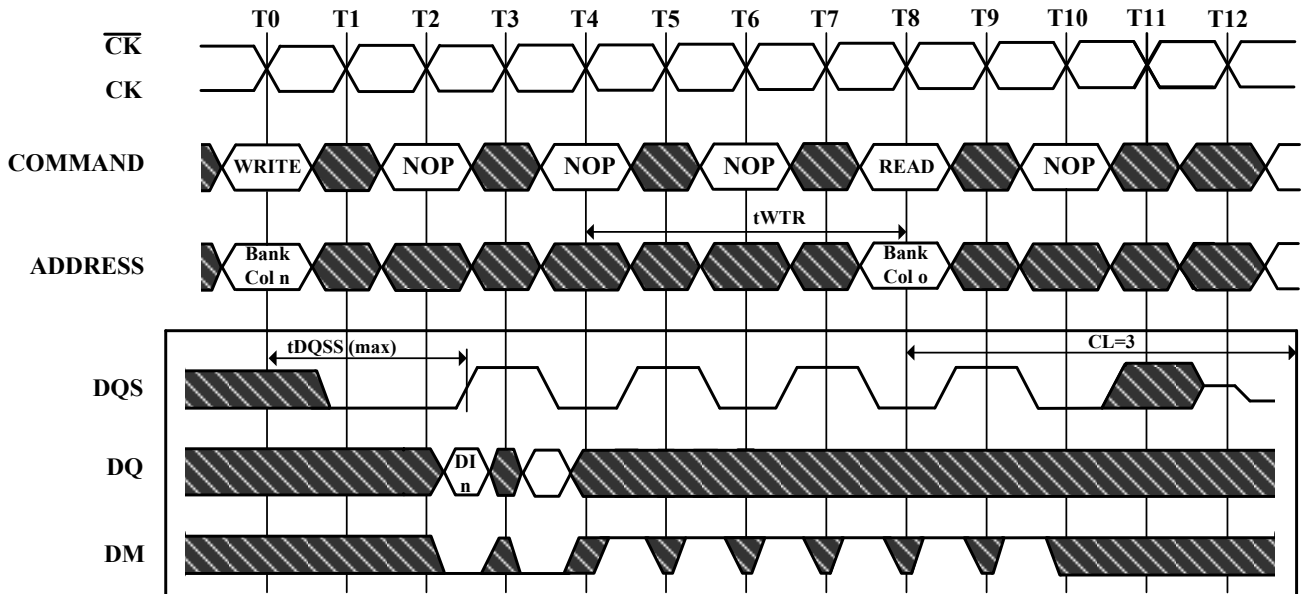 T0 T1 T2 T3 T4 T5 T6 T7 T8 T9 T10 T11 T12
CK
CK
COMMAND WRITE NOP NOP NOP READ NOP
tWTR
ADDRESS Bank Col n Bank Col o
tDQSS (max) CL=3
DQS
DQ DI n
DM